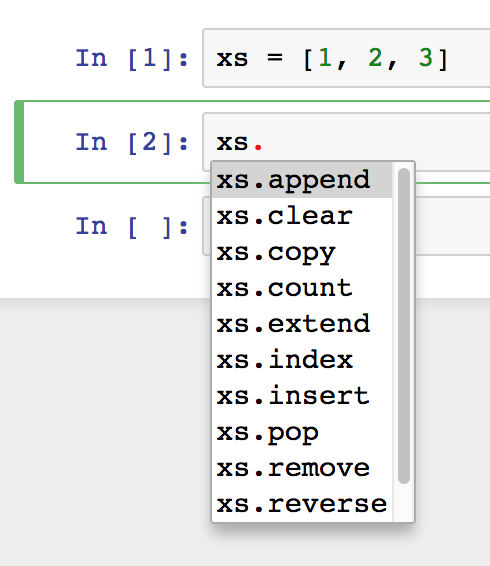 In [1]: xs = [1, 2, 3]
In [2]: xs.
xs.append
xs.clear
In [ ]:
xs.copy
xs.count
xs.extend
xs.index
xs.insert
xs.pop
xs.remove
xs.reverse